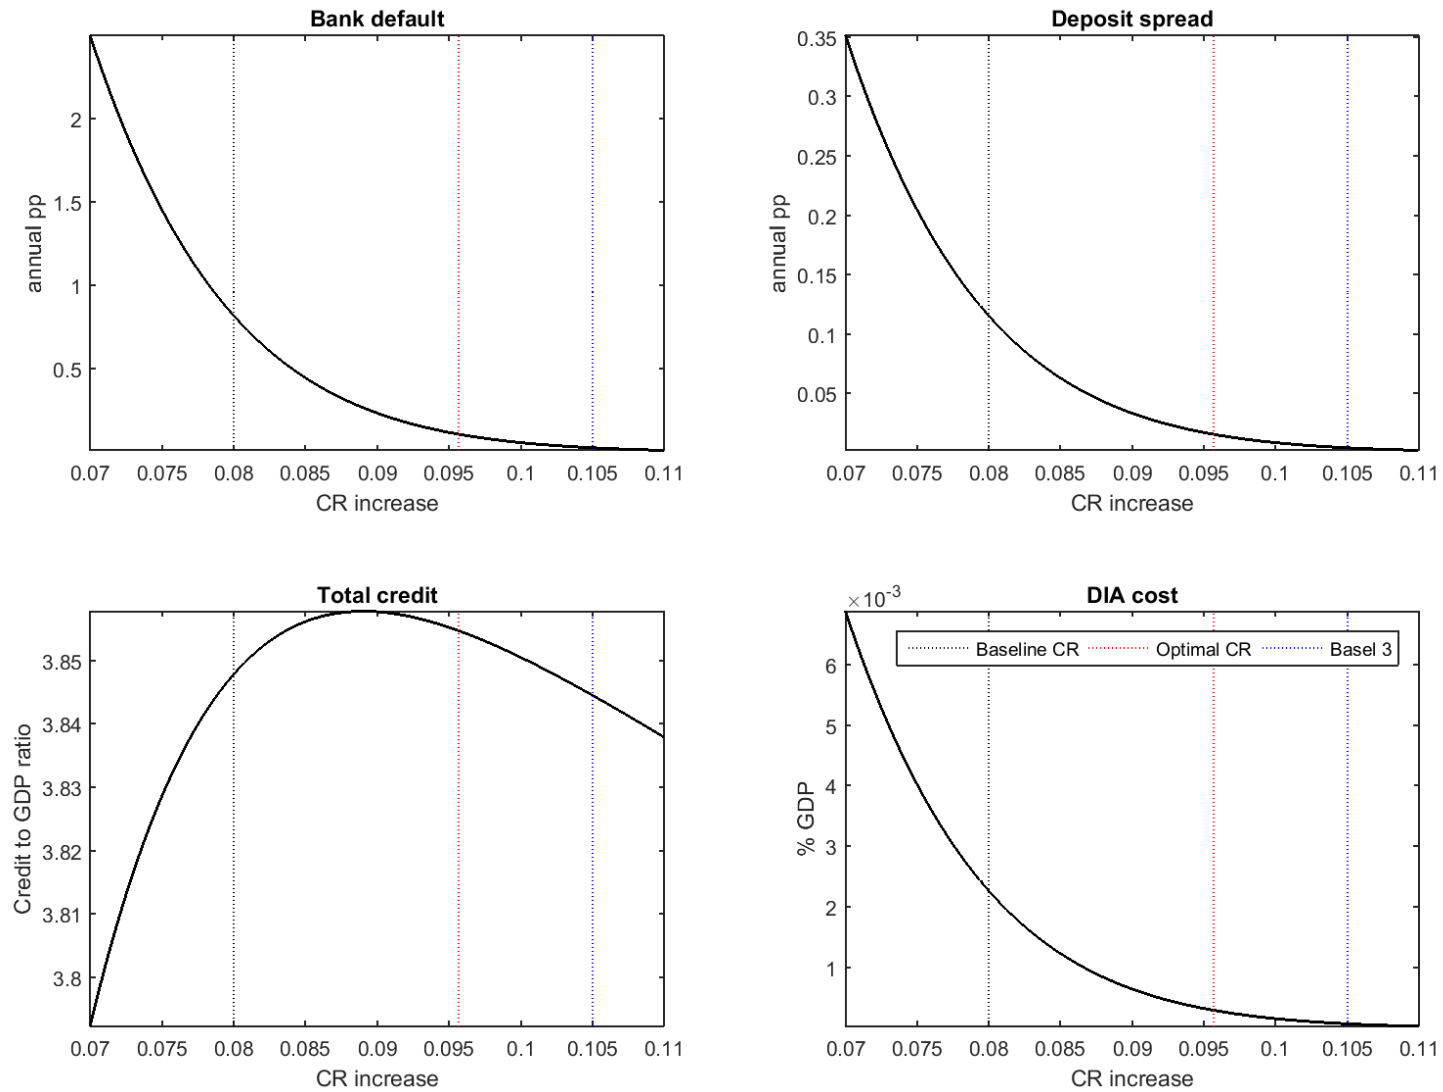 Bank default
2
1.5
1
0.5
annual pp
0.07 0.075 0.08 0.085 0.09 0.095 0.1 0.105 0.11
CR increase
Deposit spread
0.35
0.3
0.25
0.2
0.15
0.1
0.05
annual pp
0.07 0.075 0.08 0.085 0.09 0.095 0.1 0.105 0.11
CR increase
Total credit
3.85
3.84
3.83
3.82
3.81
3.8
Credit to GDP ratio
0.07 0.075 0.08 0.085 0.09 0.095 0.1 0.105 0.11
CR increase
DIA cost
×10⁻³
Baseline CR Optimal CR Basel 3
6
5
4
3
2
1
% GDP
0.07 0.075 0.08 0.085 0.09 0.095 0.1 0.105 0.11
CR increase